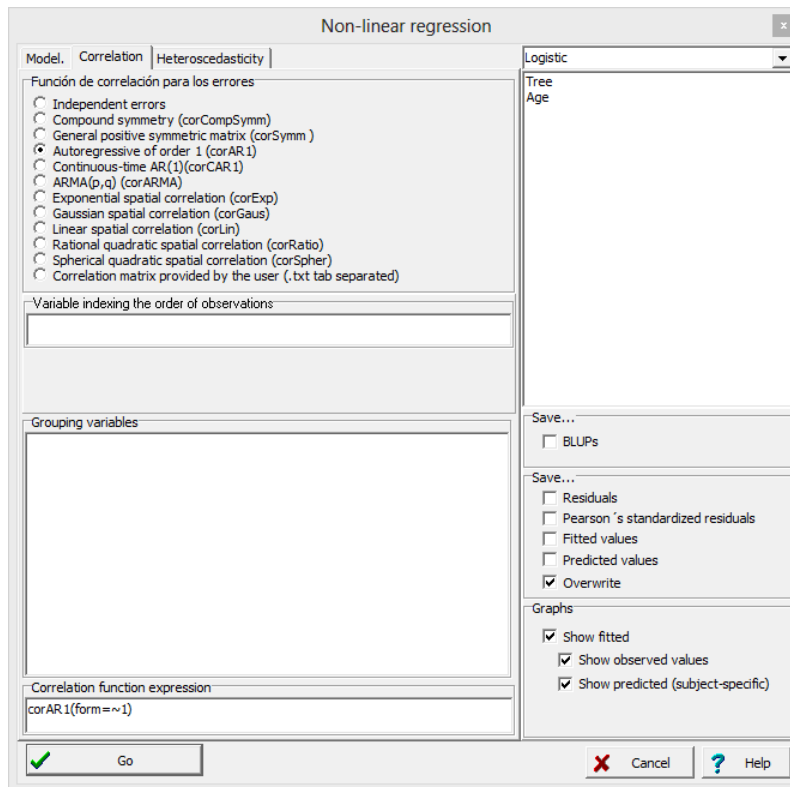 Non-linear regression
x
Model. Correlation Heteroscedasticity
Función de correlación para los errores
Independent errors
Compound symmetry (corCompSymm)
General positive symmetric matrix (corSymm )
Autoregressive of order 1 (corAR1)
Continuous-time AR(1)(corCAR1)
ARMA(p,q) (corARMA)
Exponential spatial correlation (corExp)
Gaussian spatial correlation (corGaus)
Linear spatial correlation (corLin)
Rational quadratic spatial correlation (corRatio)
Spherical quadratic spatial correlation (corSpher)
Correlation matrix provided by the user (.txt tab separated)
Variable indexing the order of observations
Grouping variables
Correlation function expression
corAR1(form=~1)
Go
Logistic
Tree
Age
Save...
BLUPs
Save...
Residuals
Pearson´s standardized residuals
Fitted values
Predicted values
Overwrite
Graphs
Show fitted
Show observed values
Show predicted (subject-specific)
Cancel
? Help